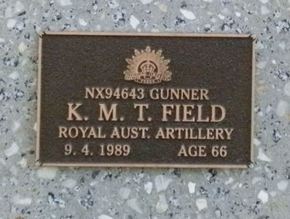 NX94643 GUNNER
K. M. T. FIELD
ROYAL AUST. ARTILLERY
9. 4. 1989 AGE 66